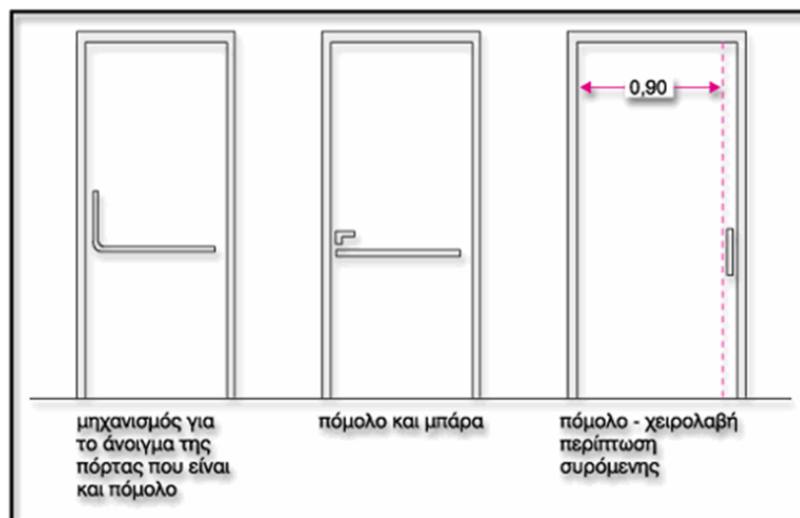 0,90
μηχανισμός για
το άνοιγμα της
πόρτας που είναι
και πόμολο
πόμολο και μπάρα
πόμολο - χειρολαβή
περίπτωση
συρόμενης